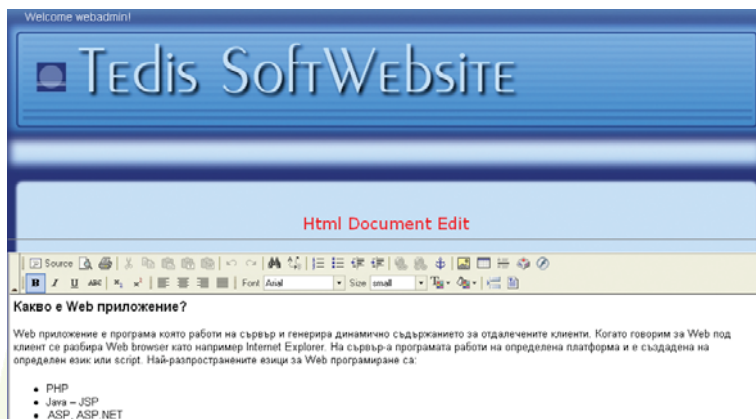 Welcome webadmin!
Tedis SoftWebsite
Html Document Edit
Source
B I U ABC x₂ x² Font Arial Size small
Какво е Web приложение?
Web приложение е програма която работи на сървър и генерира динамично съдържанието за отдалечените клиенти. Когато говорим за Web под
клиент се разбира Web browser като например Internet Explorer. На сървър-а програмата работи на определена платформа и е създадена на
определен език или script. Най-разпространените езици за Web програмиране са:
• PHP
• Java – JSP
• ASP, ASP.NET